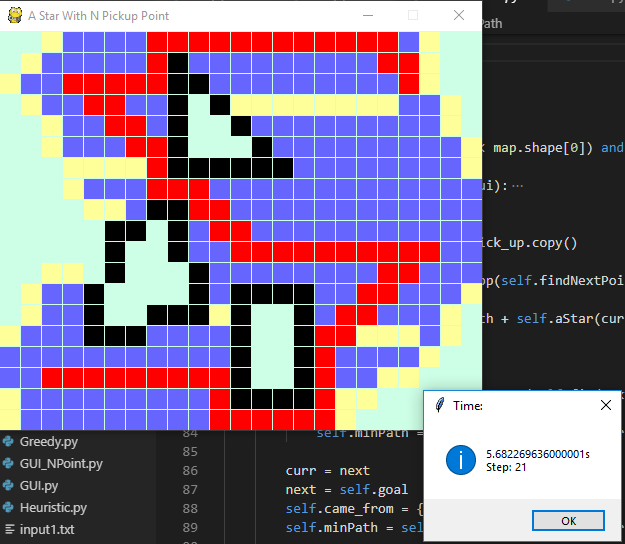 A Star With N Pickup Point
Path
map.shape[0]) and
ui):
ick_up.copy()
op(self.findNextPoi
h + self.aStar(cur
Time:
5.682269636000001s
Step: 21
OK
84 self.minPath =
85
86 curr = next
87 next = self.goal
88 self.came_from = {
89 self.minPath = sel
Greedy.py
GUI_NPoint.py
GUI.py
Heuristic.py
input1.txt